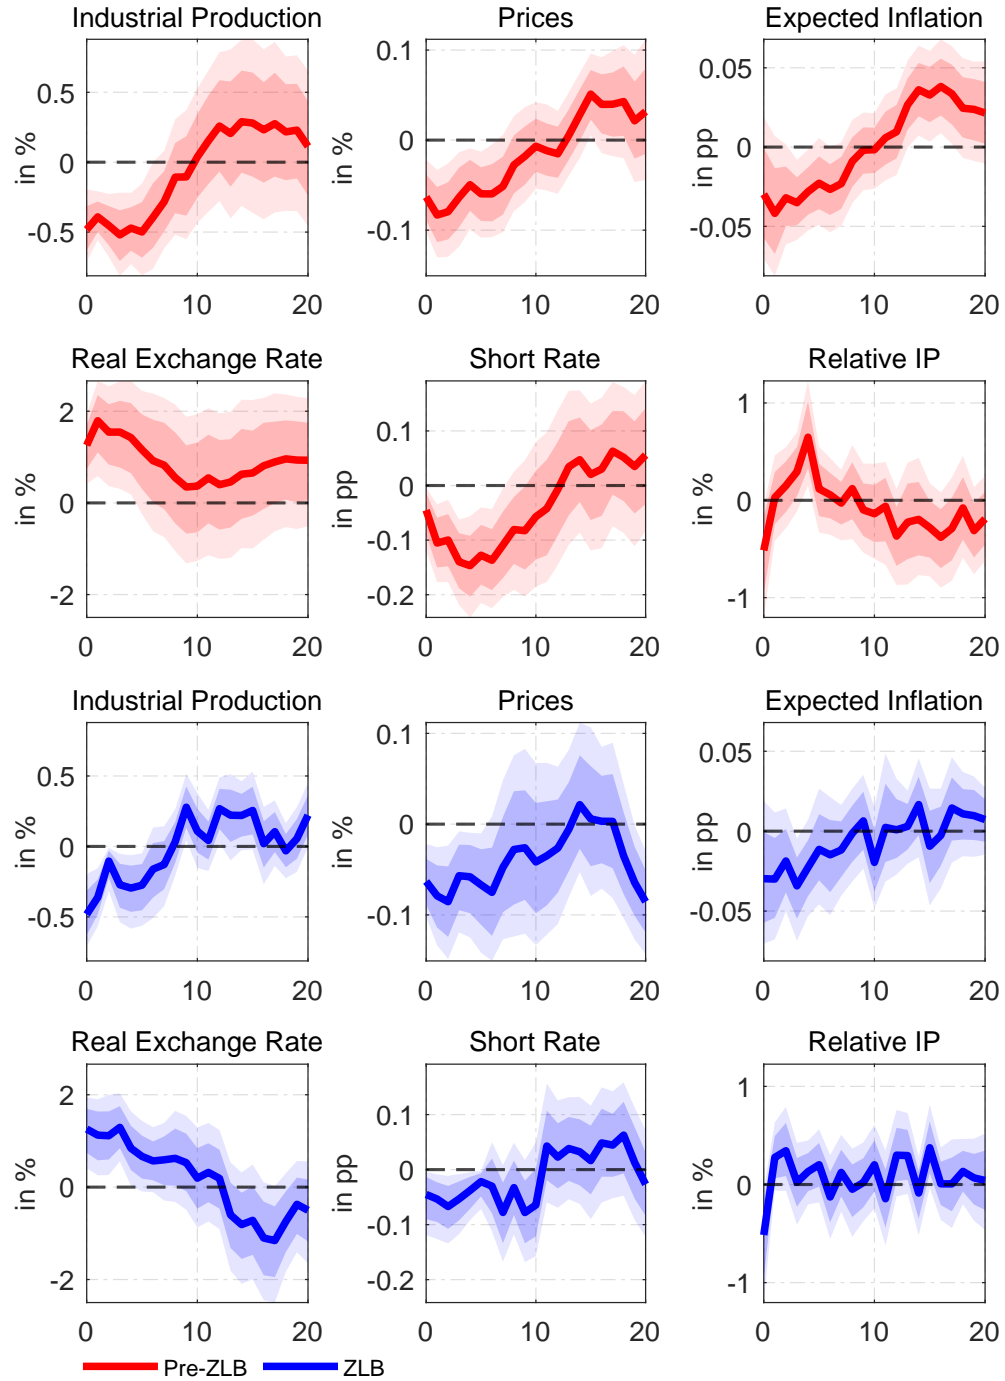 Industrial Production Prices Expected Inflation
in % 0.5 0 -0.5 0 10 20
in % 0.1 0 -0.1 0 10 20
in pp 0.05 0 -0.05 0 10 20
Real Exchange Rate Short Rate Relative IP
in % 2 0 -2 0 10 20
in pp 0.1 0 -0.1 -0.2 0 10 20
in % 1 0 -1 0 10 20
Industrial Production Prices Expected Inflation
in % 0.5 0 -0.5 0 10 20
in % 0.1 0 -0.1 0 10 20
in pp 0.05 0 -0.05 0 10 20
Real Exchange Rate Short Rate Relative IP
in % 2 0 -2 0 10 20
in pp 0.1 0 -0.1 -0.2 0 10 20
in % 1 0 -1 0 10 20
Pre-ZLB ZLB